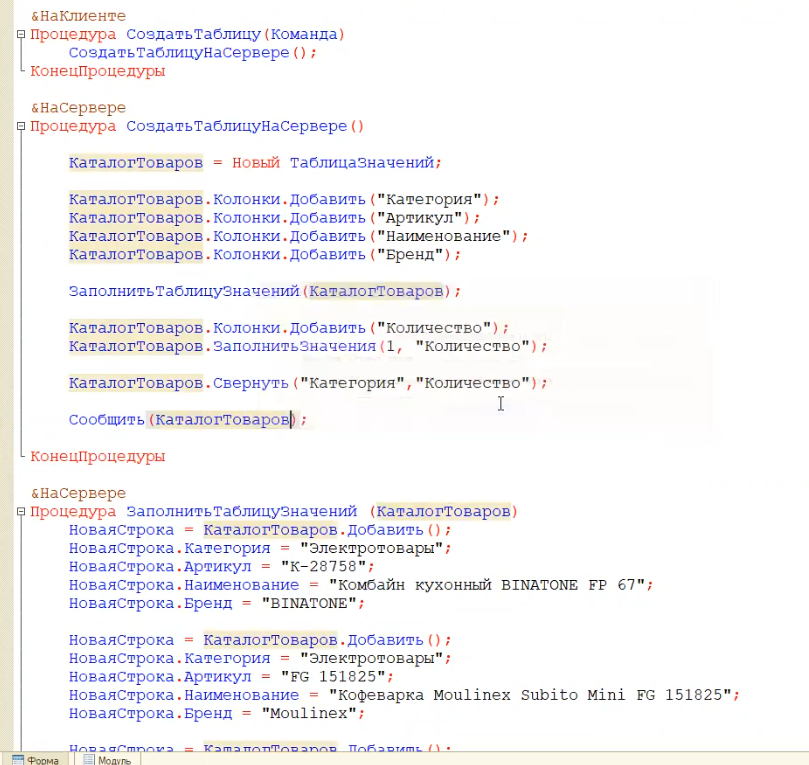 &НаКлиенте
Процедура СоздатьТаблицу(Команда)
СоздатьТаблицуНаСервере();
КонецПроцедуры
&НаСервере
Процедура СоздатьТаблицуНаСервере()
КаталогТоваров = Новый ТаблицаЗначений;
КаталогТоваров.Колонки.Добавить("Категория");
КаталогТоваров.Колонки.Добавить("Артикул");
КаталогТоваров.Колонки.Добавить("Наименование");
КаталогТоваров.Колонки.Добавить("Бренд");
ЗаполнитьТаблицуЗначений(КаталогТоваров);
КаталогТоваров.Колонки.Добавить("Количество");
КаталогТоваров.ЗаполнитьЗначения(1, "Количество");
КаталогТоваров.Свернуть("Категория","Количество");
Сообщить(КаталогТоваров);
КонецПроцедуры
&НаСервере
Процедура ЗаполнитьТаблицуЗначений (КаталогТоваров)
НоваяСтрока = КаталогТоваров.Добавить();
НоваяСтрока.Категория = "Электротовары";
НоваяСтрока.Артикул = "К-28758";
НоваяСтрока.Наименование = "Комбайн кухонный BINATONE FP 67";
НоваяСтрока.Бренд = "BINATONE";
НоваяСтрока = КаталогТоваров.Добавить();
НоваяСтрока.Категория = "Электротовары";
НоваяСтрока.Артикул = "FG 151825";
НоваяСтрока.Наименование = "Кофеварка Moulinex Subito Mini FG 151825";
НоваяСтрока.Бренд = "Moulinex";
НоваяСтрока = КаталогТоваров.Добавить();
Форма Модуль